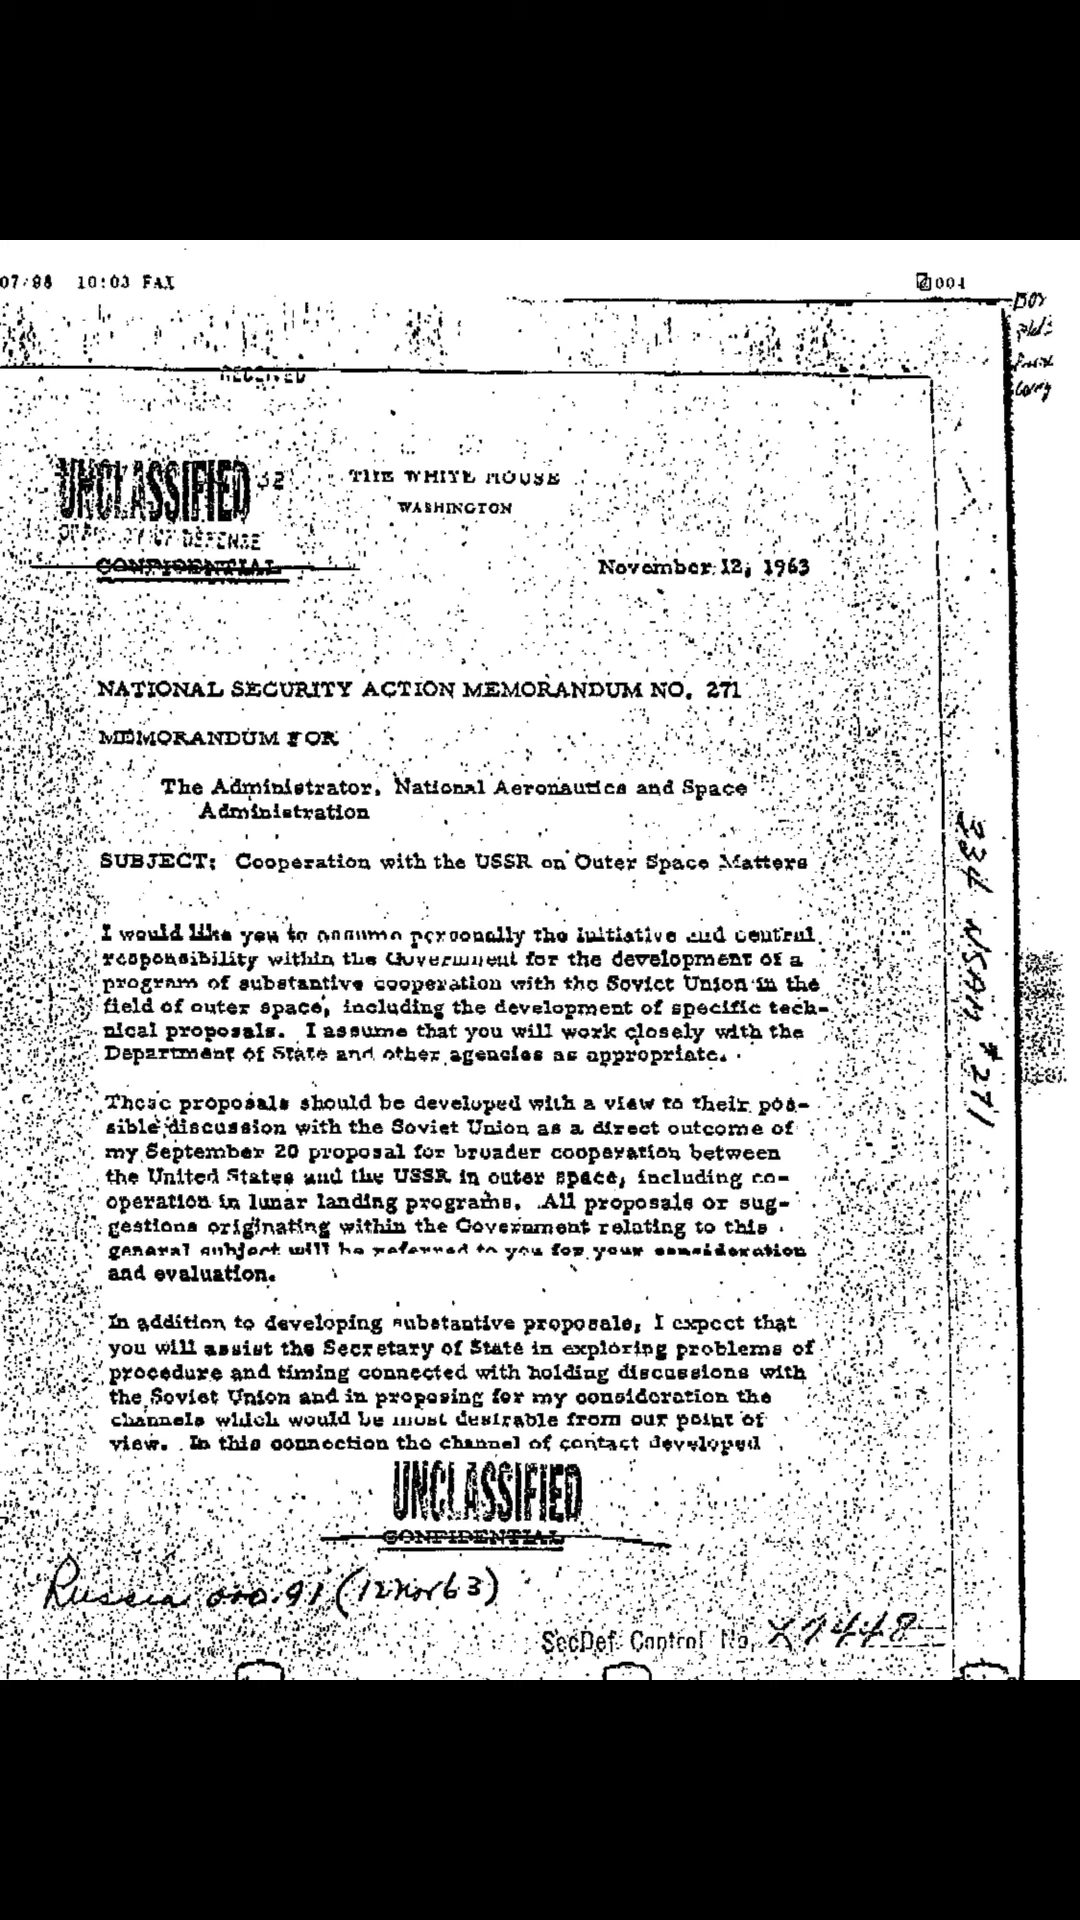 07/98 10:03 FAX 004
RECEIVED
UNCLASSIFIED
THE WHITE HOUSE
WASHINGTON
OF DEFENSE
CONFIDENTIAL
November 12, 1963
NATIONAL SECURITY ACTION MEMORANDUM NO. 271
MEMORANDUM FOR
The Administrator, National Aeronautics and Space
Administration
SUBJECT: Cooperation with the USSR on Outer Space Matters
I would like you to assume personally the initiative and central
responsibility within the Government for the development of a
program of substantive cooperation with the Soviet Union in the
field of outer space, including the development of specific tech-
nical proposals. I assume that you will work closely with the
Department of State and other agencies as appropriate.
These proposals should be developed with a view to their pos-
sible discussion with the Soviet Union as a direct outcome of
my September 20 proposal for broader cooperation between
the United States and the USSR in outer space, including co-
operation in lunar landing programs. All proposals or sug-
gestions originating within the Government relating to this
general subject will be referred to you for your consideration
and evaluation.
In addition to developing substantive proposals, I expect that
you will assist the Secretary of State in exploring problems of
procedure and timing connected with holding discussions with
the Soviet Union and in proposing for my consideration the
channels which would be most desirable from our point of
view. In this connection the channel of contact developed
UNCLASSIFIED
CONFIDENTIAL
Russia 000.91 (12 Nov 63)
SecDef Control No. X7448
334 NSAM #271